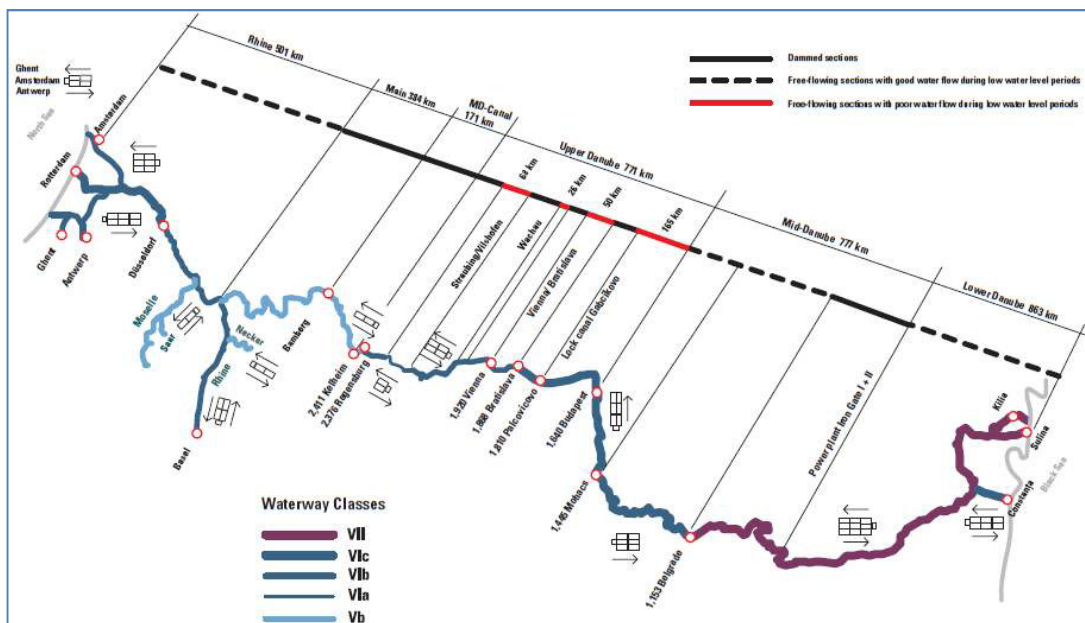 Ghent
Amsterdam
Antwerp
North Sea
Amsterdam
Rotterdam
Ghent
Antwerp
Düsseldorf
Moselle
Saar
Rhine
Necker
Basel
Bamberg
2,411 Kelheim
2,376 Regensburg
Rhine 501 km
Main 384 km
MD-Canal
171 km
Upper Danube 771 km
Mid-Danube 777 km
Lower Danube 863 km
68 km
26 km
50 km
165 km
Straubing/Vilshofen
Wachau
Vienna/ Bratislava
Lock canal Gabcikovo
Powerplant Iron Gate I + II
1,920 Vienna
1,868 Bratislava
1,810 Palcovicovo
1,640 Budapest
1,445 Mohacs
1,153 Belgrade
Kilia
Sulina
Black Sea
Constanța
Dammed sections
Free-flowing sections with good water flow during low water level periods
Free-flowing sections with poor water flow during low water level periods
Waterway Classes
VII
VIc
VIb
VIa
Vb